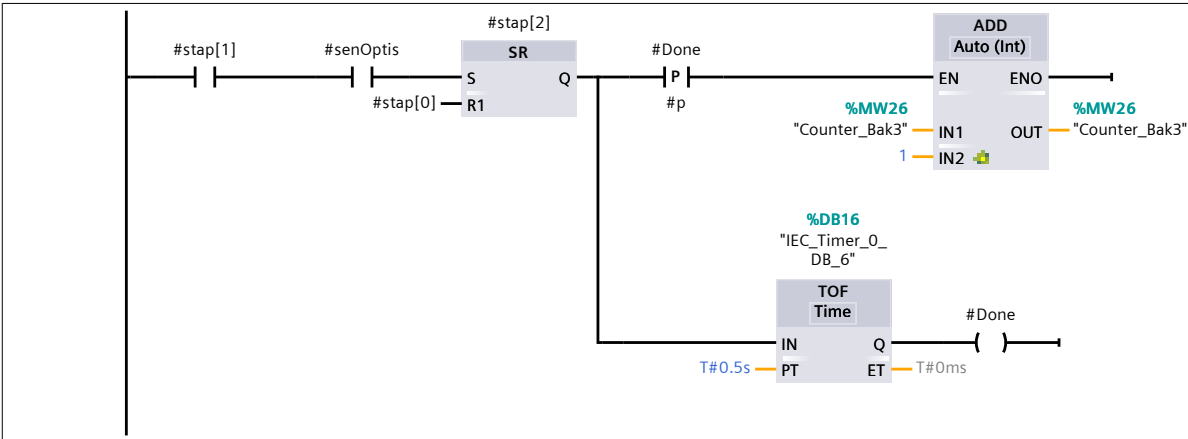 #stap[2]
#stap[1]
#senOptis
SR
#Done
ADD
Auto (Int)
S
Q
P
EN
ENO
#stap[0]
R1
#p
%MW26
%MW26
"Counter_Bak3"
IN1
OUT
"Counter_Bak3"
1
IN2
%DB16
"IEC_Timer_0_
DB_6"
TOF
Time
#Done
IN
Q
T#0.5s
PT
ET
T#0ms